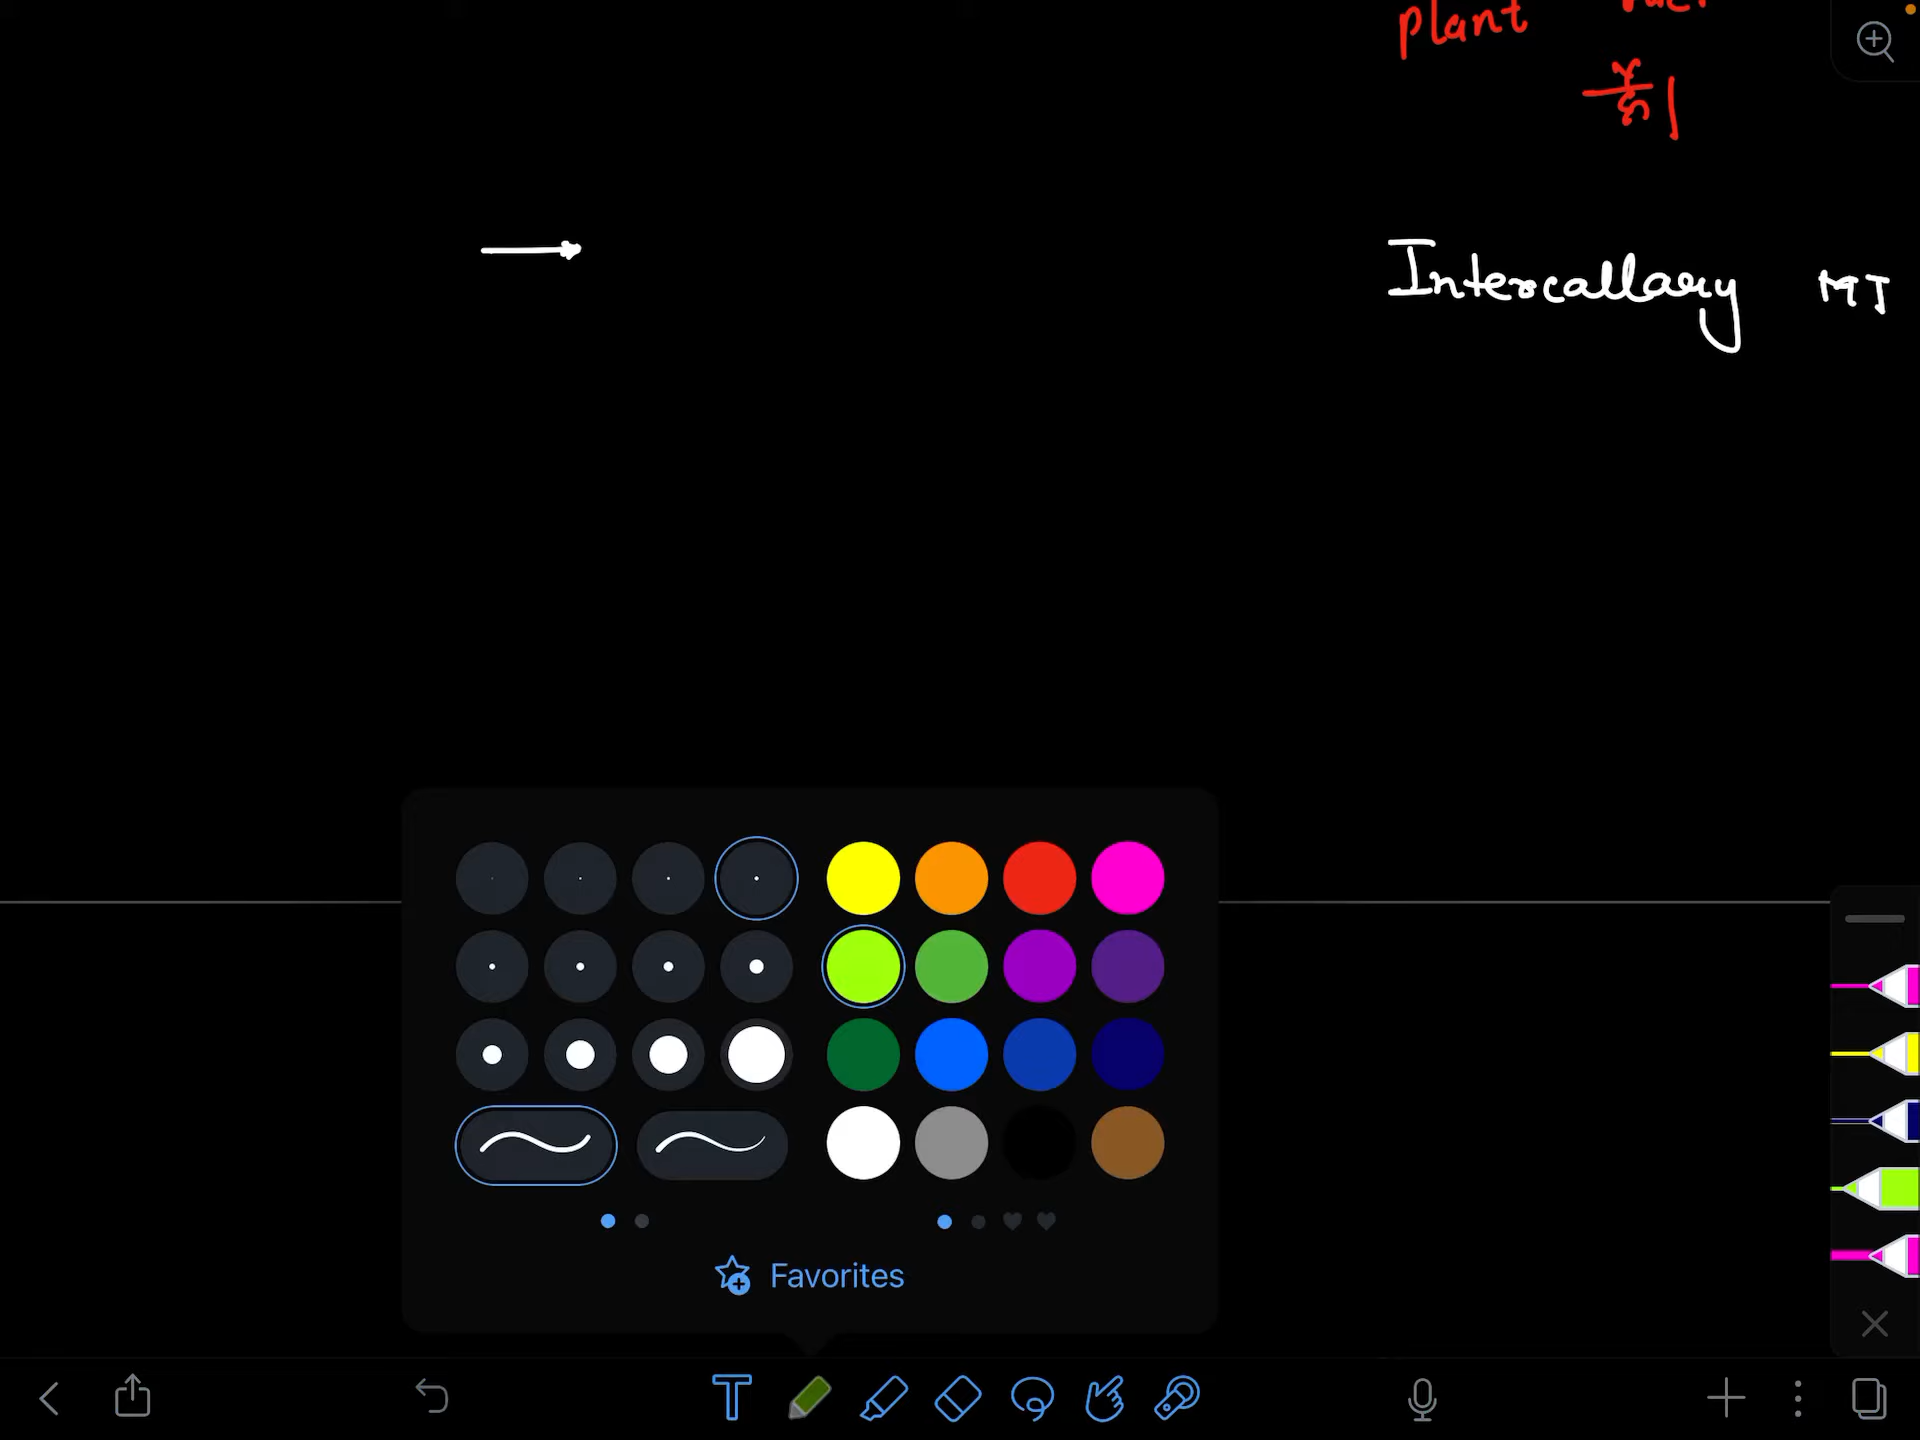 plant
→ Intercallary MT
Favorites